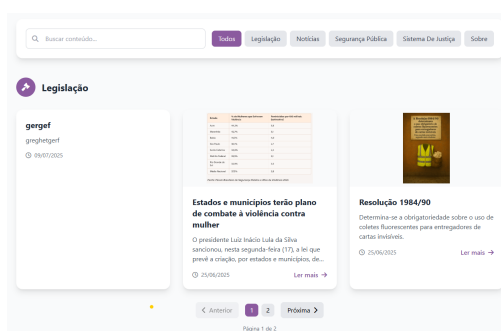 Buscar conteúdo...
Todos
Legislação
Notícias
Segurança Pública
Sistema De Justiça
Sobre
Legislação
gergef
greghetgerf
09/07/2025
Estados e municípios terão plano
de combate à violência contra
mulher
O presidente Luiz Inácio Lula da Silva
sancionou, nesta segunda-feira (17), a lei que
prevê a criação, por estados e municípios, de...
25/06/2025
Ler mais →
Resolução 1984/90
Determina-se a obrigatoriedade sobre o uso de
coletes fluorescentes para entregadores de
cartas invisíveis.
25/06/2025
Ler mais →
Anterior
1
2
Próxima
Página 1 de 2